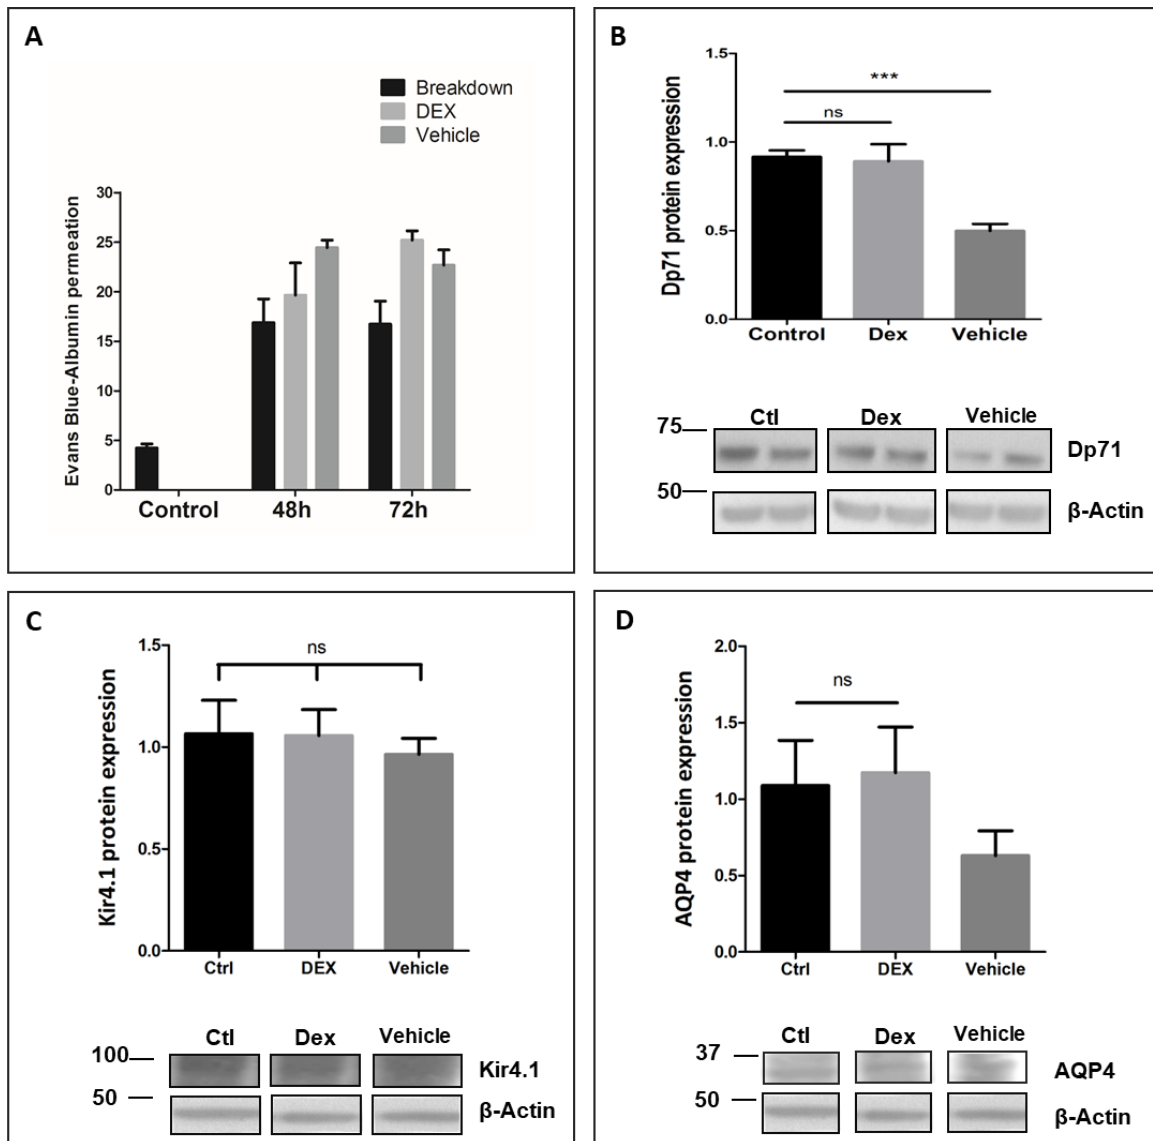 A
Breakdown
DEX
Vehicle
Evans Blue-Albumin permeation
30
25
20
15
10
5
0
Control 48h 72h
B
Dp71 protein expression
1.5
1.0
0.5
0.0
***
ns
Control Dex Vehicle
Ctl Dex Vehicle
75
Dp71
50
β-Actin
C
Kir4.1 protein expression
1.5
1.0
0.5
0.0
ns
Ctrl DEX Vehicle
Ctl Dex Vehicle
100
Kir4.1
50
β-Actin
D
AQP4 protein expression
2.0
1.5
1.0
0.5
0.0
ns
Ctrl DEX Vehicle
Ctl Dex Vehicle
37
AQP4
50
β-Actin